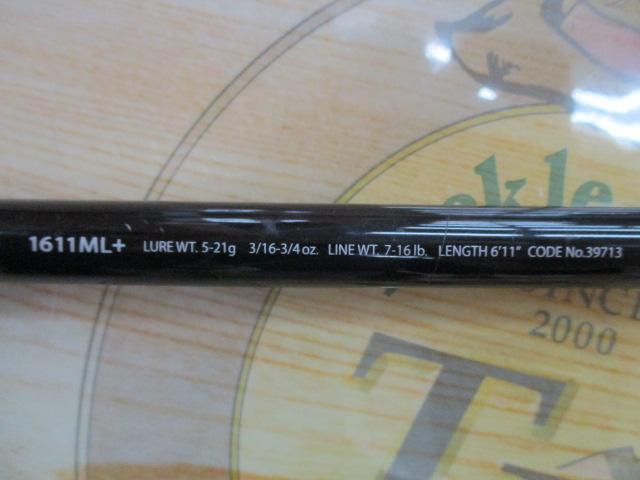 1611ML+ LURE WT. 5-21g 3/16-3/4 oz. LINE WT. 7-16 lb. LENGTH 6'11" CODE No.39713
2000